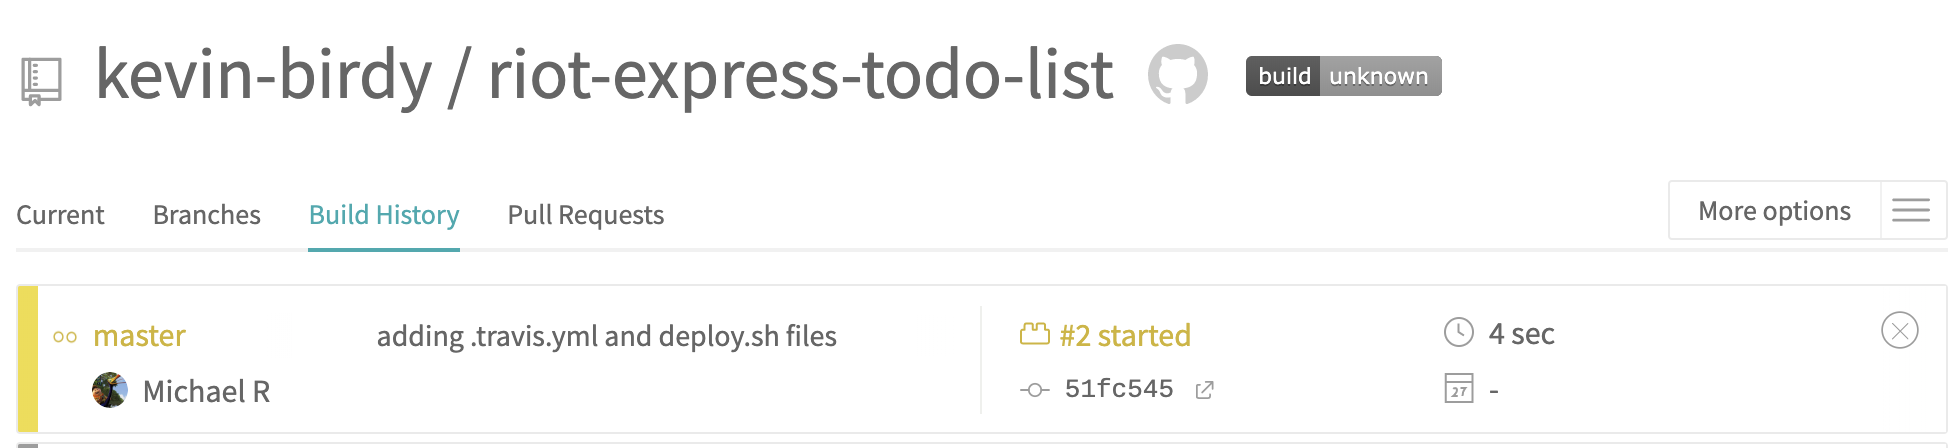 kevin-birdy / riot-express-todo-list
build unknown
Current Branches Build History Pull Requests More options
master adding .travis.yml and deploy.sh files #2 started 4 sec
Michael R 51fc545 27 -